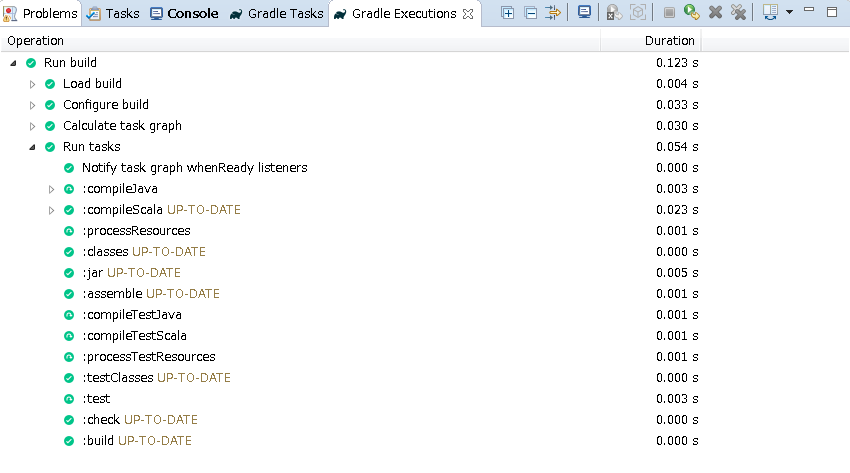 Problems Tasks Console Gradle Tasks Gradle Executions
Operation Duration
Run build 0.123 s
Load build 0.004 s
Configure build 0.033 s
Calculate task graph 0.030 s
Run tasks 0.054 s
Notify task graph whenReady listeners 0.000 s
:compileJava 0.003 s
:compileScala UP-TO-DATE 0.023 s
:processResources 0.001 s
:classes UP-TO-DATE 0.000 s
:jar UP-TO-DATE 0.005 s
:assemble UP-TO-DATE 0.001 s
:compileTestJava 0.001 s
:compileTestScala 0.001 s
:processTestResources 0.001 s
:testClasses UP-TO-DATE 0.000 s
:test 0.003 s
:check UP-TO-DATE 0.000 s
:build UP-TO-DATE 0.000 s